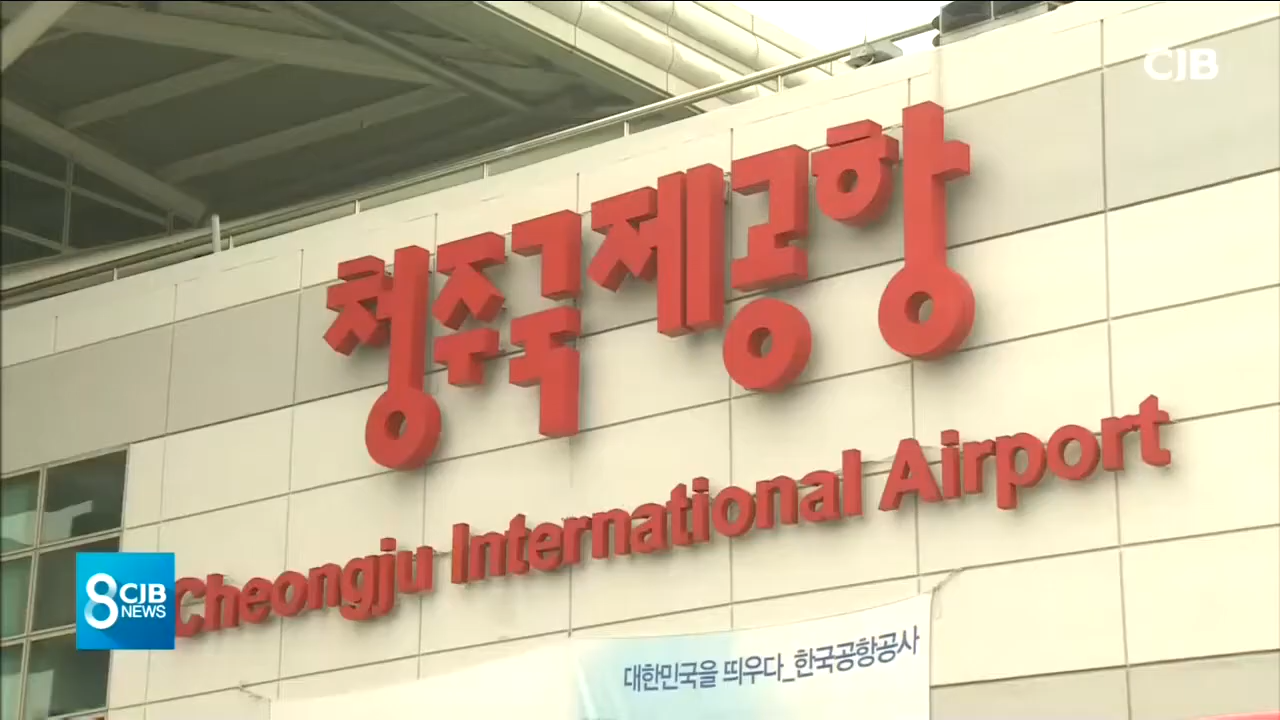 CJB
청주국제공항
Cheongju International Airport
8 CJB
NEWS
대한민국을 띄우다_한국공항공사